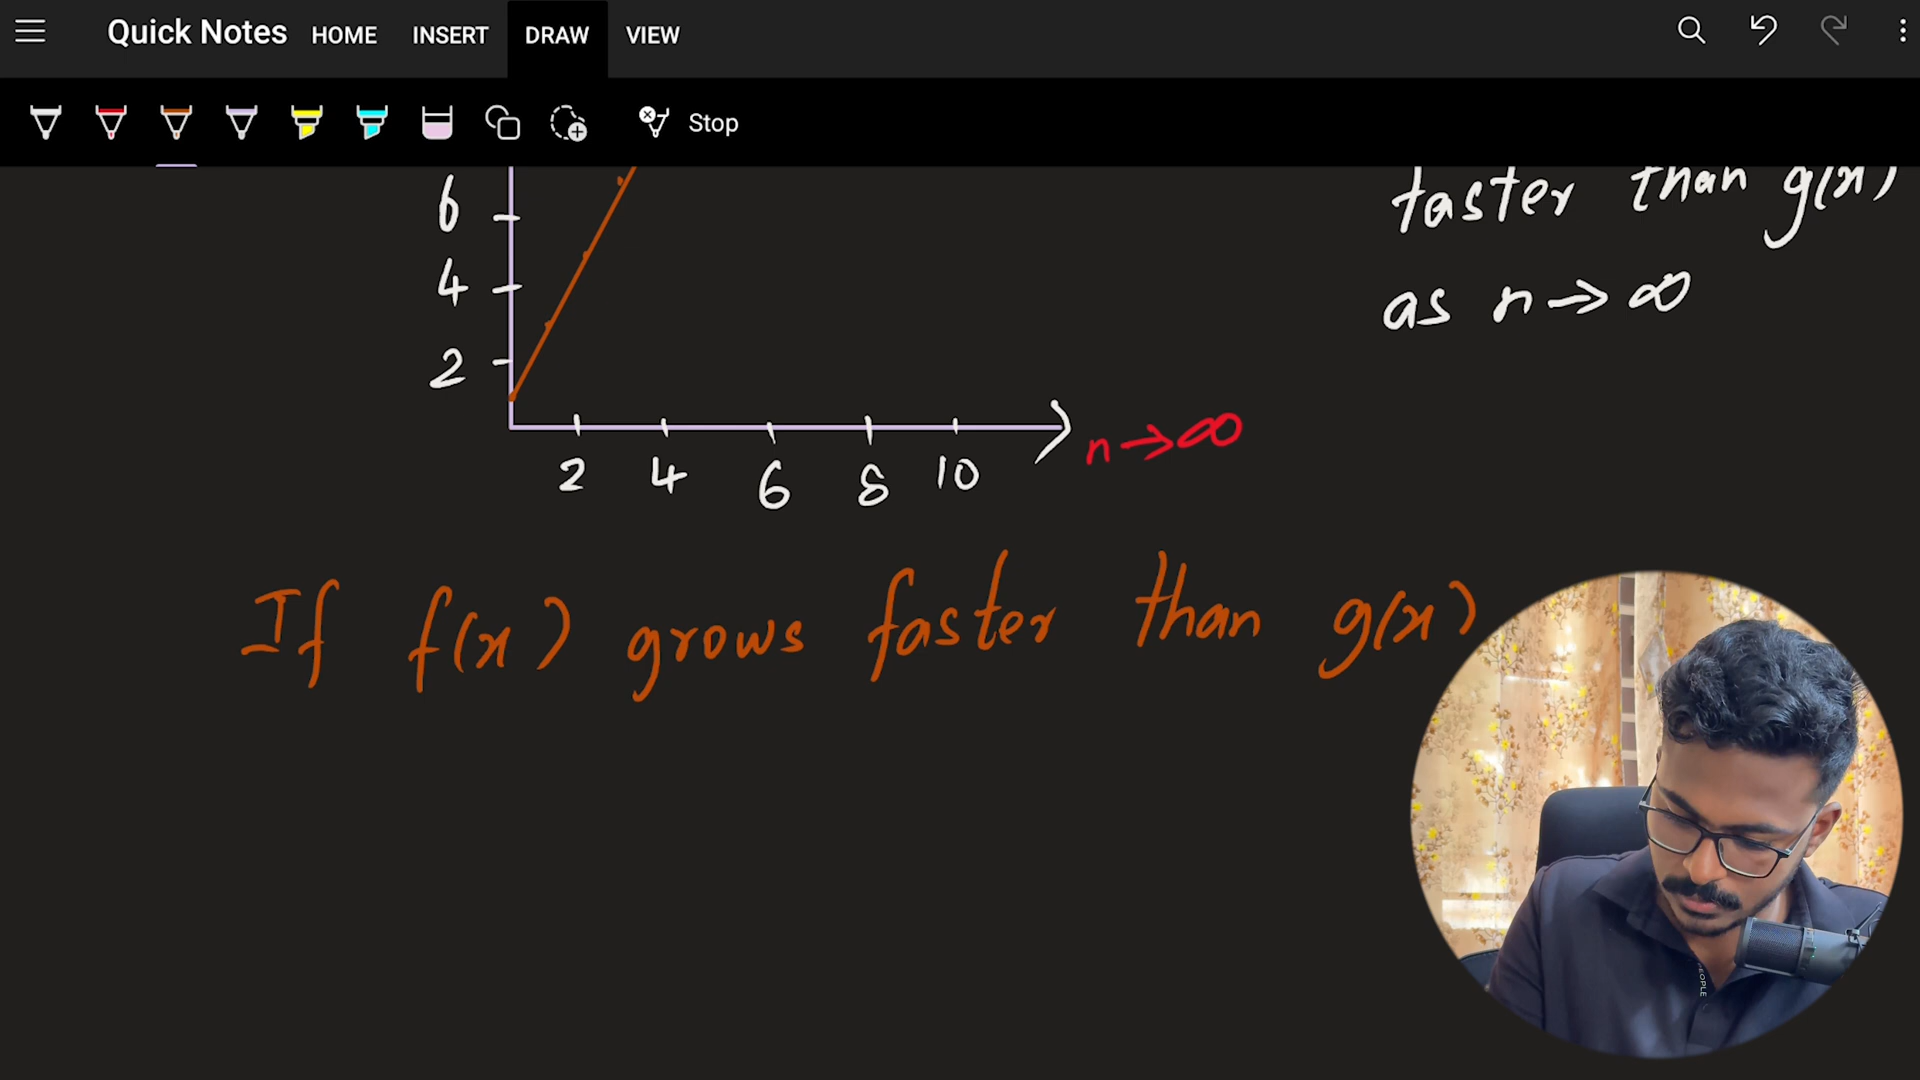 Quick Notes HOME INSERT DRAW VIEW
Stop
faster than g(x)
as n → ∞
6
4
2
2 4 6 8 10
n → ∞
If f(x) grows faster than g(x)
PEOPLE